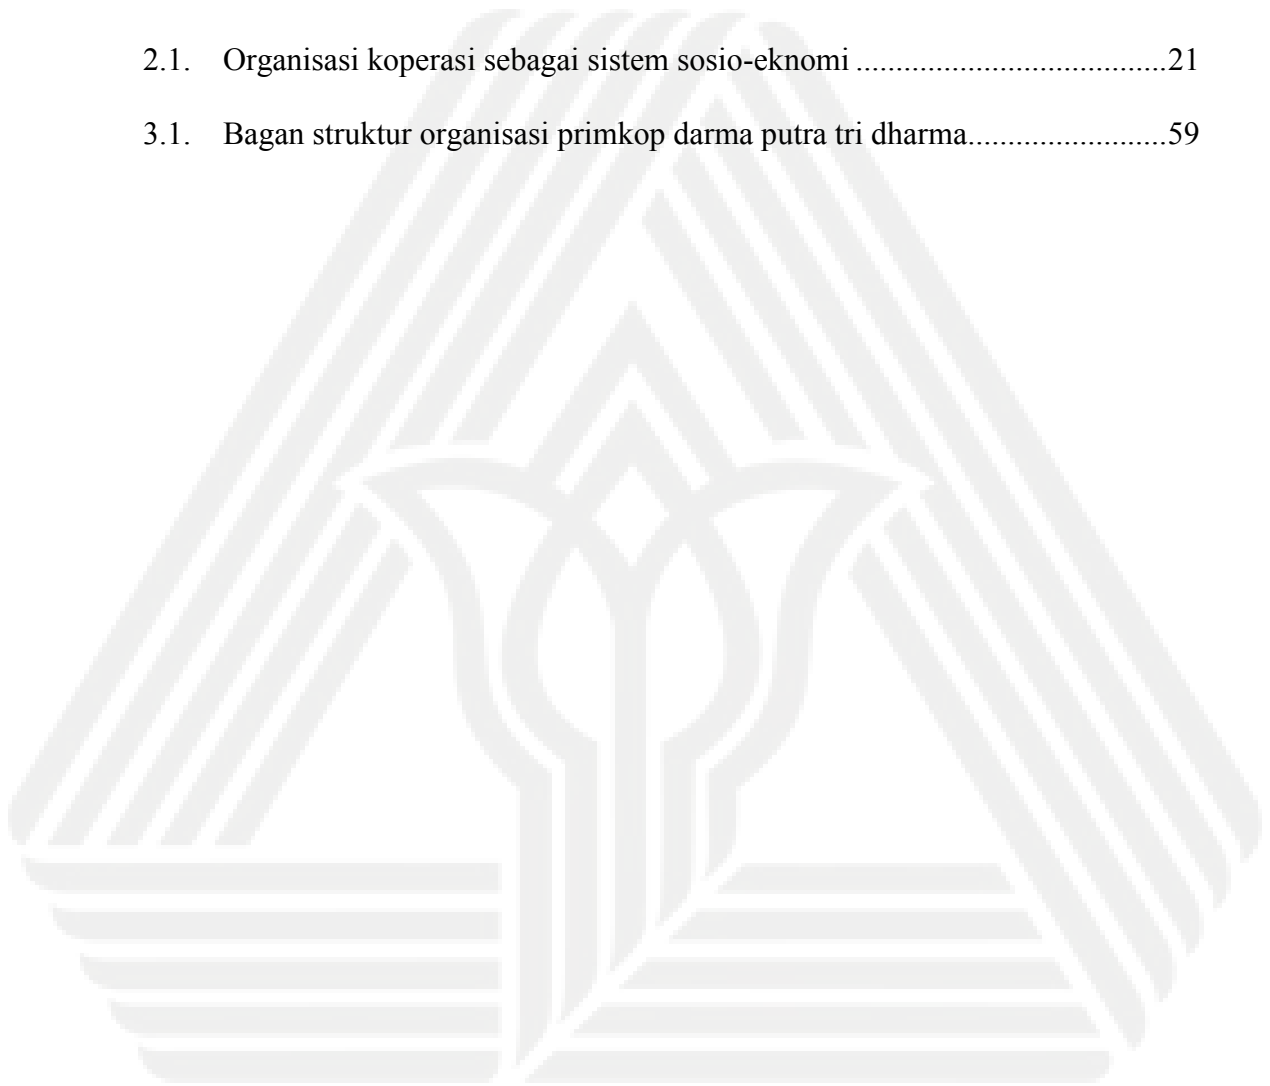 2.1. Organisasi koperasi sebagai sistem sosio-eknomi .....................................21
3.1. Bagan struktur organisasi primkop darma putra tri dharma........................59